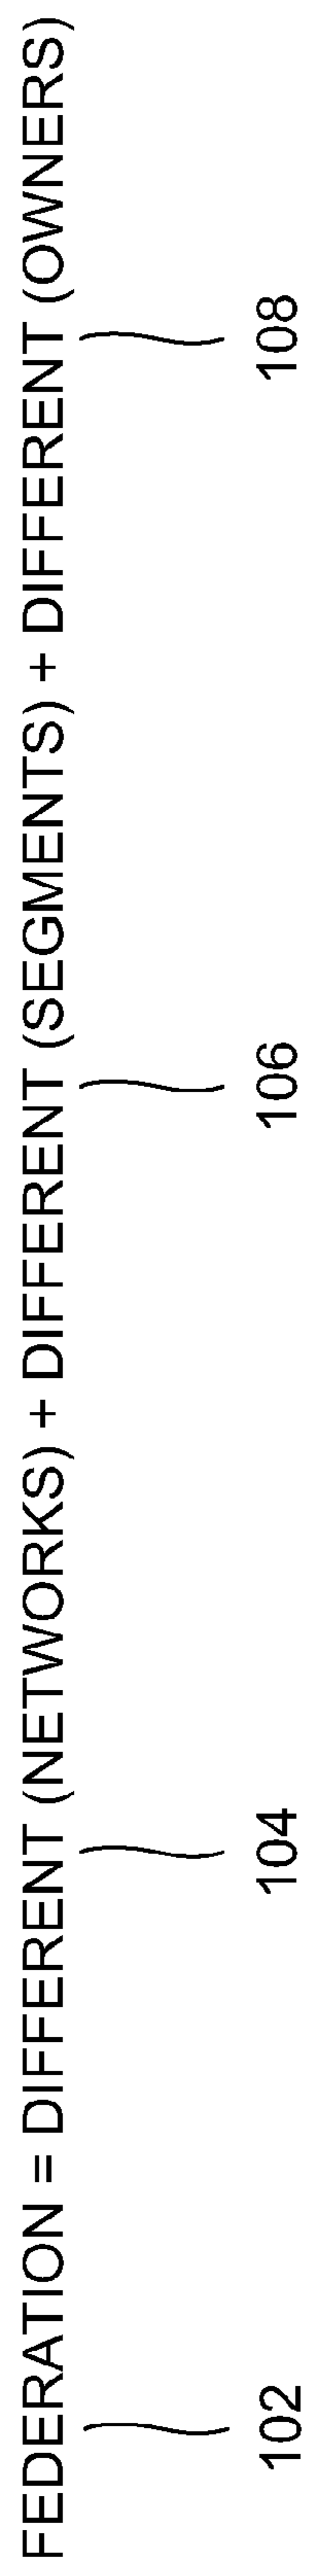 FEDERATION = DIFFERENT (NETWORKS) + DIFFERENT (SEGMENTS) + DIFFERENT (OWNERS)
102 104 106 108